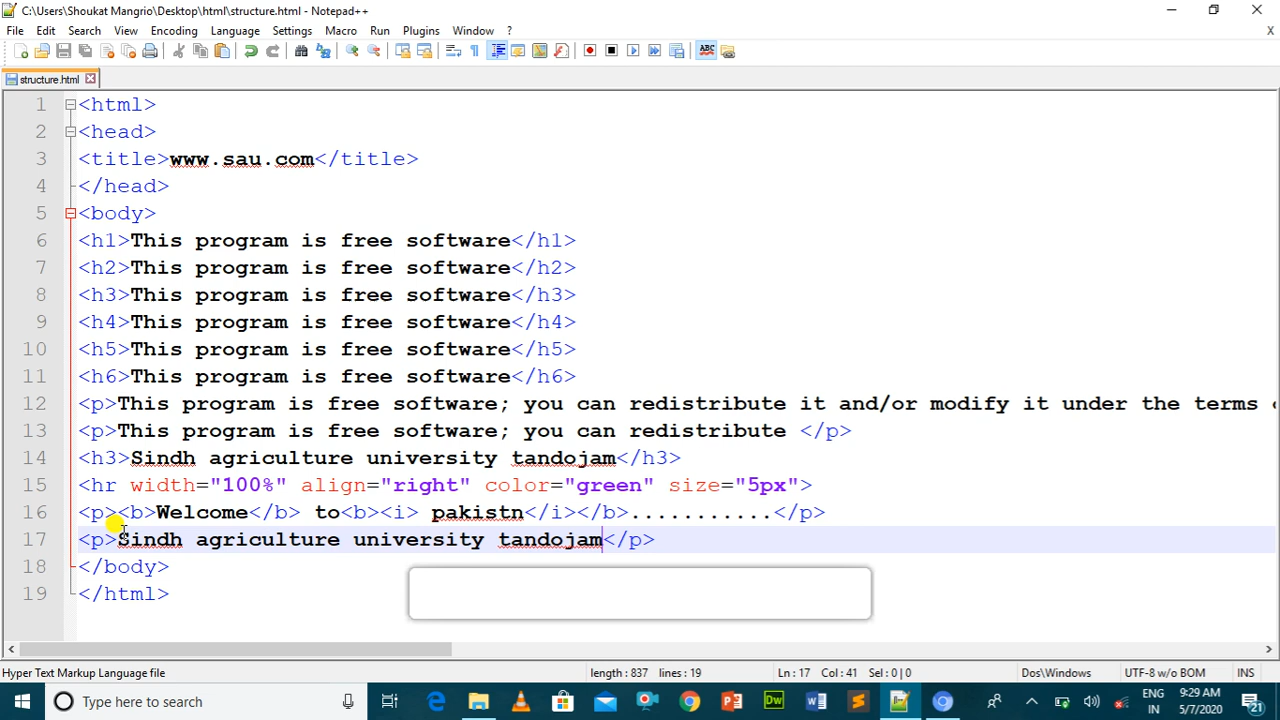 C:\Users\Shoukat Mangrio\Desktop\html\structure.html - Notepad++
File Edit Search View Encoding Language Settings Macro Run Plugins Window ? X
structure.html
1 <html>
2 <head>
3 <title>www.sau.com</title>
4 </head>
5 <body>
6 <h1>This program is free software</h1>
7 <h2>This program is free software</h2>
8 <h3>This program is free software</h3>
9 <h4>This program is free software</h4>
10 <h5>This program is free software</h5>
11 <h6>This program is free software</h6>
12 <p>This program is free software; you can redistribute it and/or modify it under the terms
13 <p>This program is free software; you can redistribute </p>
14 <h3>Sindh agriculture university tandojam</h3>
15 <hr width="100%" align="right" color="green" size="5px">
16 <p><b>Welcome</b> to<b><i> pakistn</i></b>...........</p>
17 <p>Sindh agriculture university tandojam</p>
18 </body>
19 </html>
Hyper Text Markup Language file length : 837 lines : 19 Ln : 17 Col : 41 Sel : 0 | 0 Dos\Windows UTF-8 w/o BOM INS
Type here to search ENG 9:29 AM
IN 5/7/2020 21